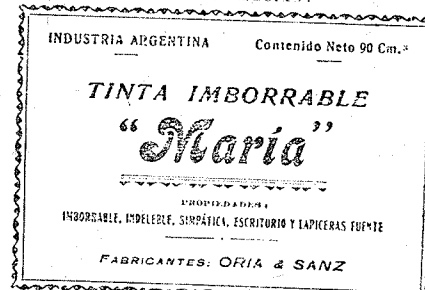 INDUSTRIA ARGENTINA Contenido Neto 90 Cm.³
TINTA IMBORRABLE
“María”
PROPIEDADES:
IMBORRABLE, INDELEBLE, SIMPÁTICA, ESCRITORIO Y LAPICERAS FUENTE
FABRICANTES: ORIA & SANZ